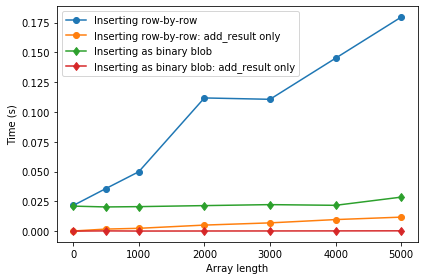 Inserting row-by-row
Inserting row-by-row: add_result only
Inserting as binary blob
Inserting as binary blob: add_result only
0.175
0.150
0.125
0.100
0.075
0.050
0.025
0.000
Time (s)
0 1000 2000 3000 4000 5000
Array length